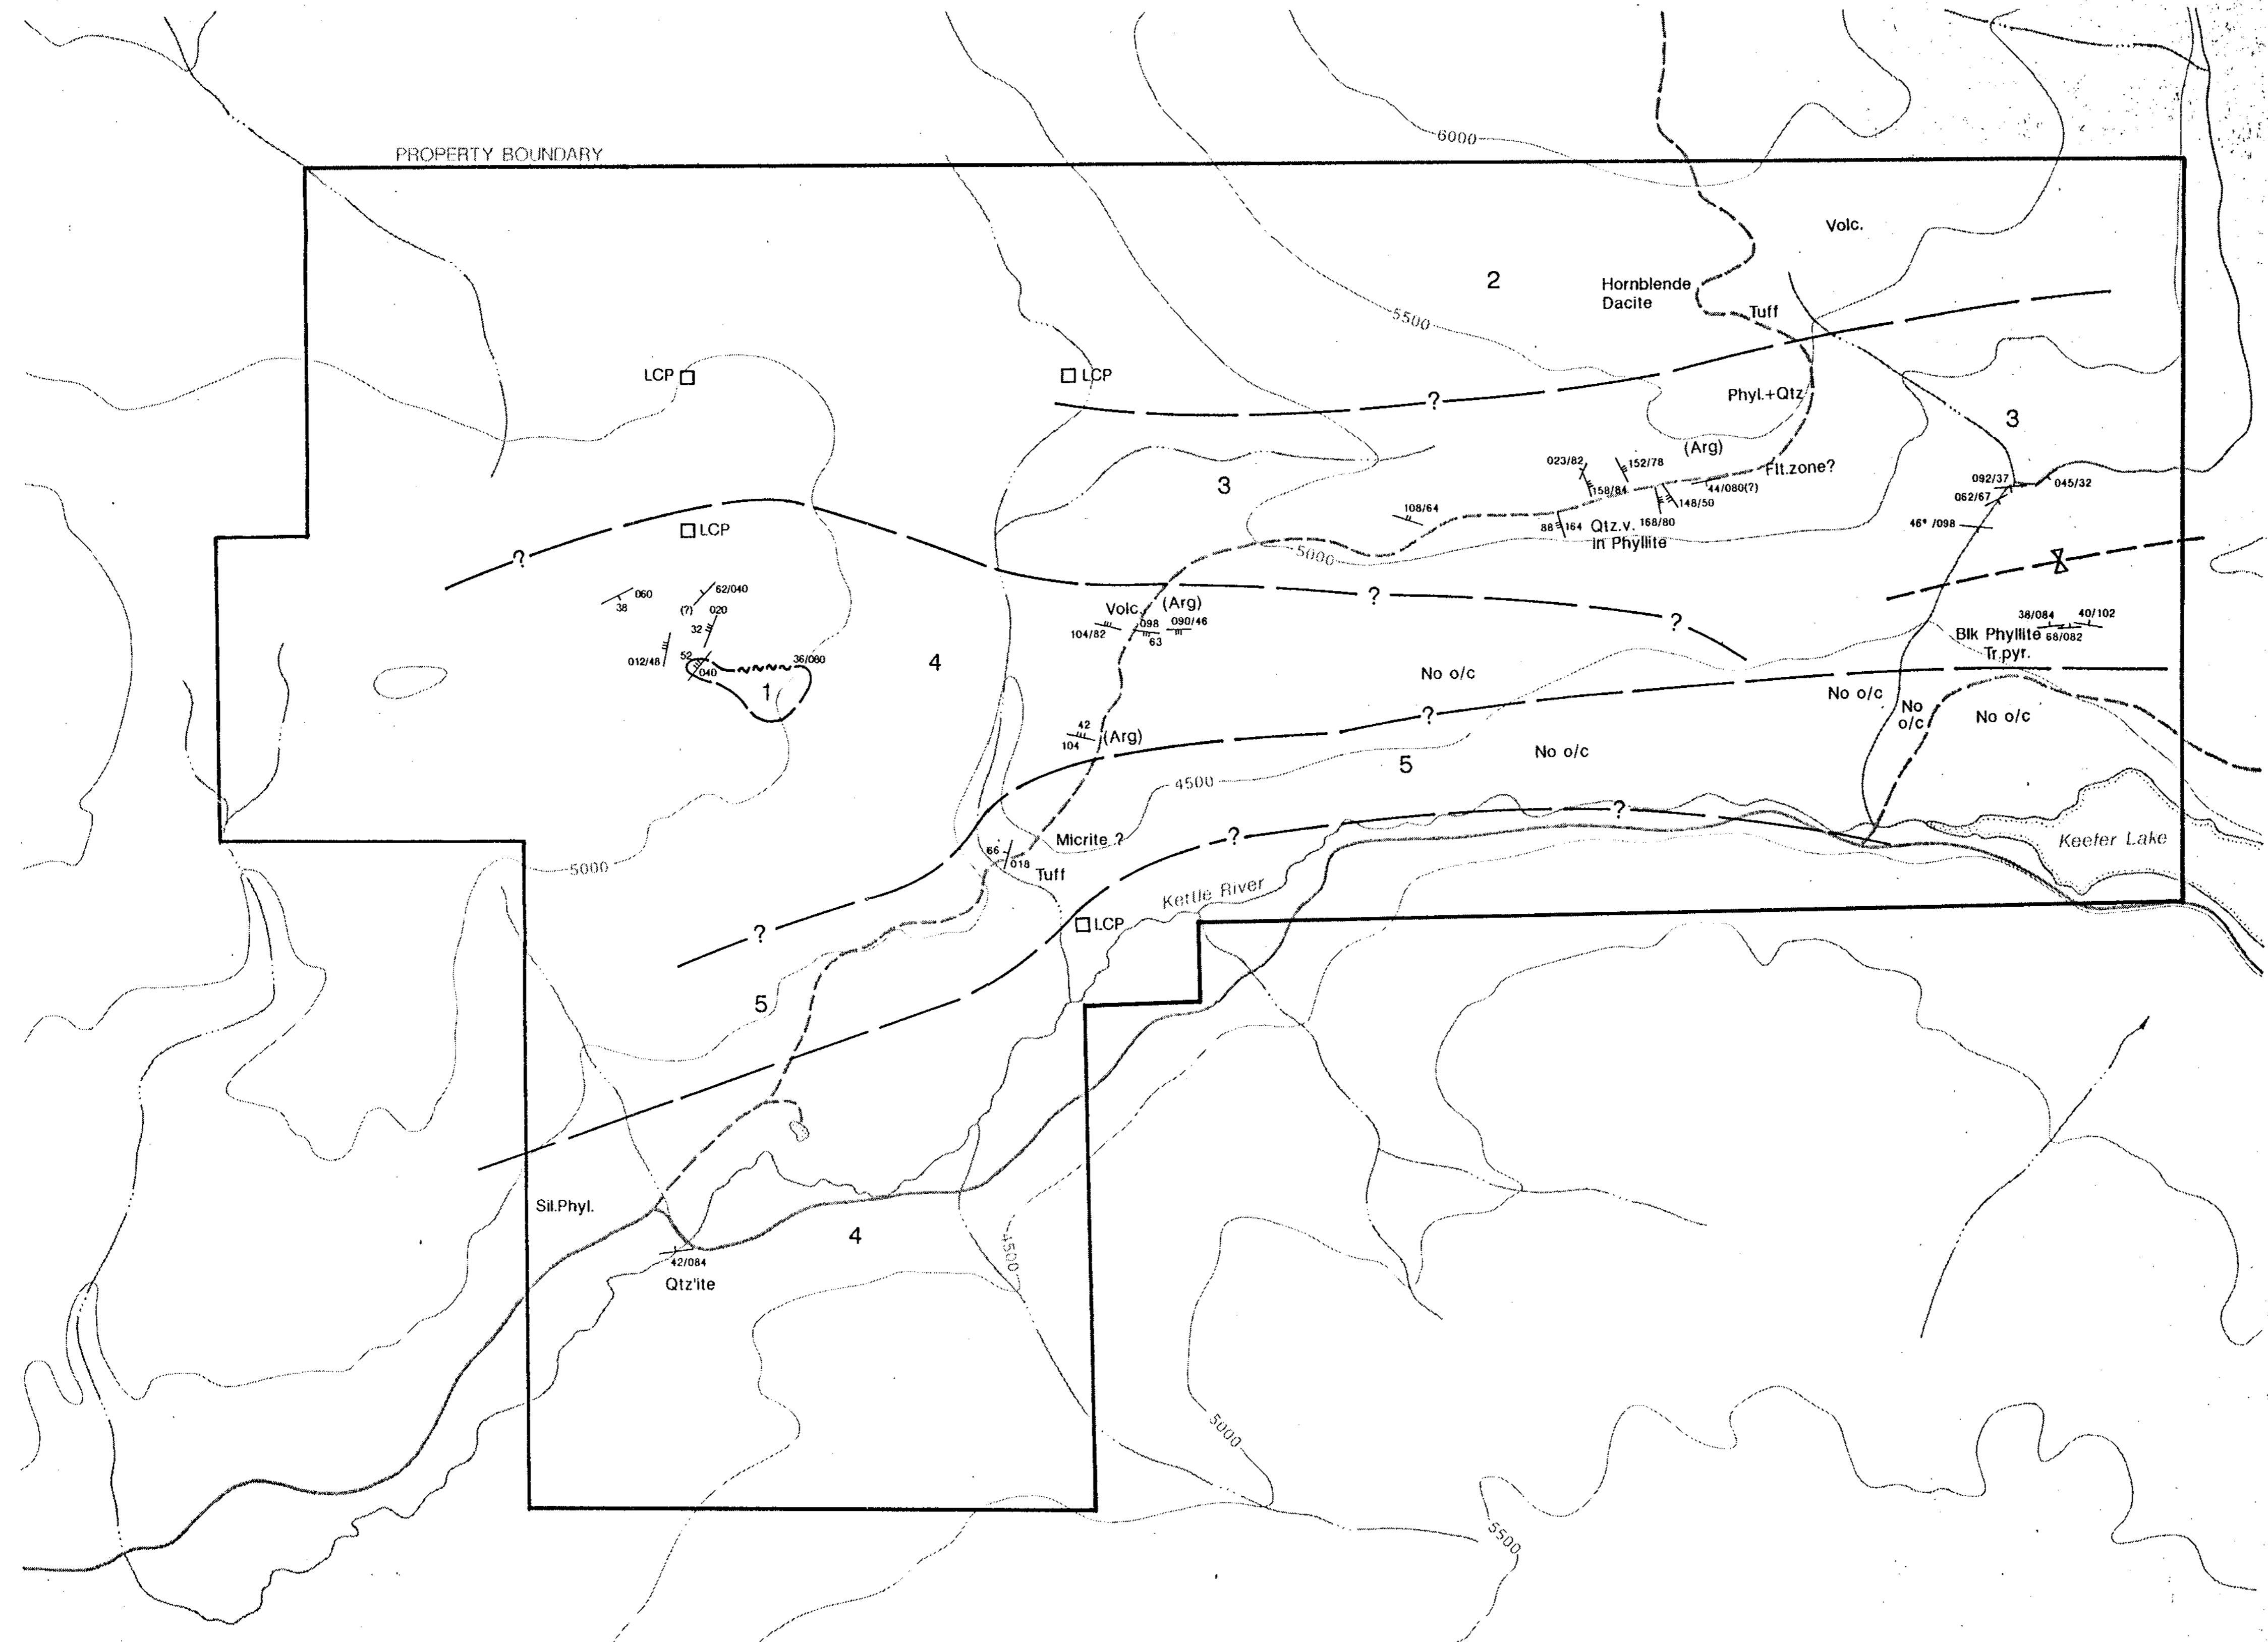 6000
PROPERTY BOUNDARY
Volc.
2
Hornblende
Dacite
Tuff
5500
LCP
LCP
?
Phyl.+Qtz
3
(Arg)
023/82
152/78
Flt.zone?
3
158/84
44/080(?)
148/50
092/37
045/32
062/67
108/64
88
164
Qtz.v.
168/80
in Phyllite
46° /098
LCP
5000
?
?
060
38
62/040
(?)
020
32
Volc.
(Arg)
104/82
098
63
090/46
?
38/084
40/102
Blk Phyllite
68/082
Tr.pyr.
012/48
52
040
36/080
1
4
No o/c
No o/c
No
o/c
No o/c
?
42
104
(Arg)
No o/c
5
4500
?
?
Micrite ?
Keefer Lake
66
018
Tuff
5000
Kettle River
LCP
?
5
Sil.Phyl.
4
4500
42/084
Qtz'ite
5000
5500